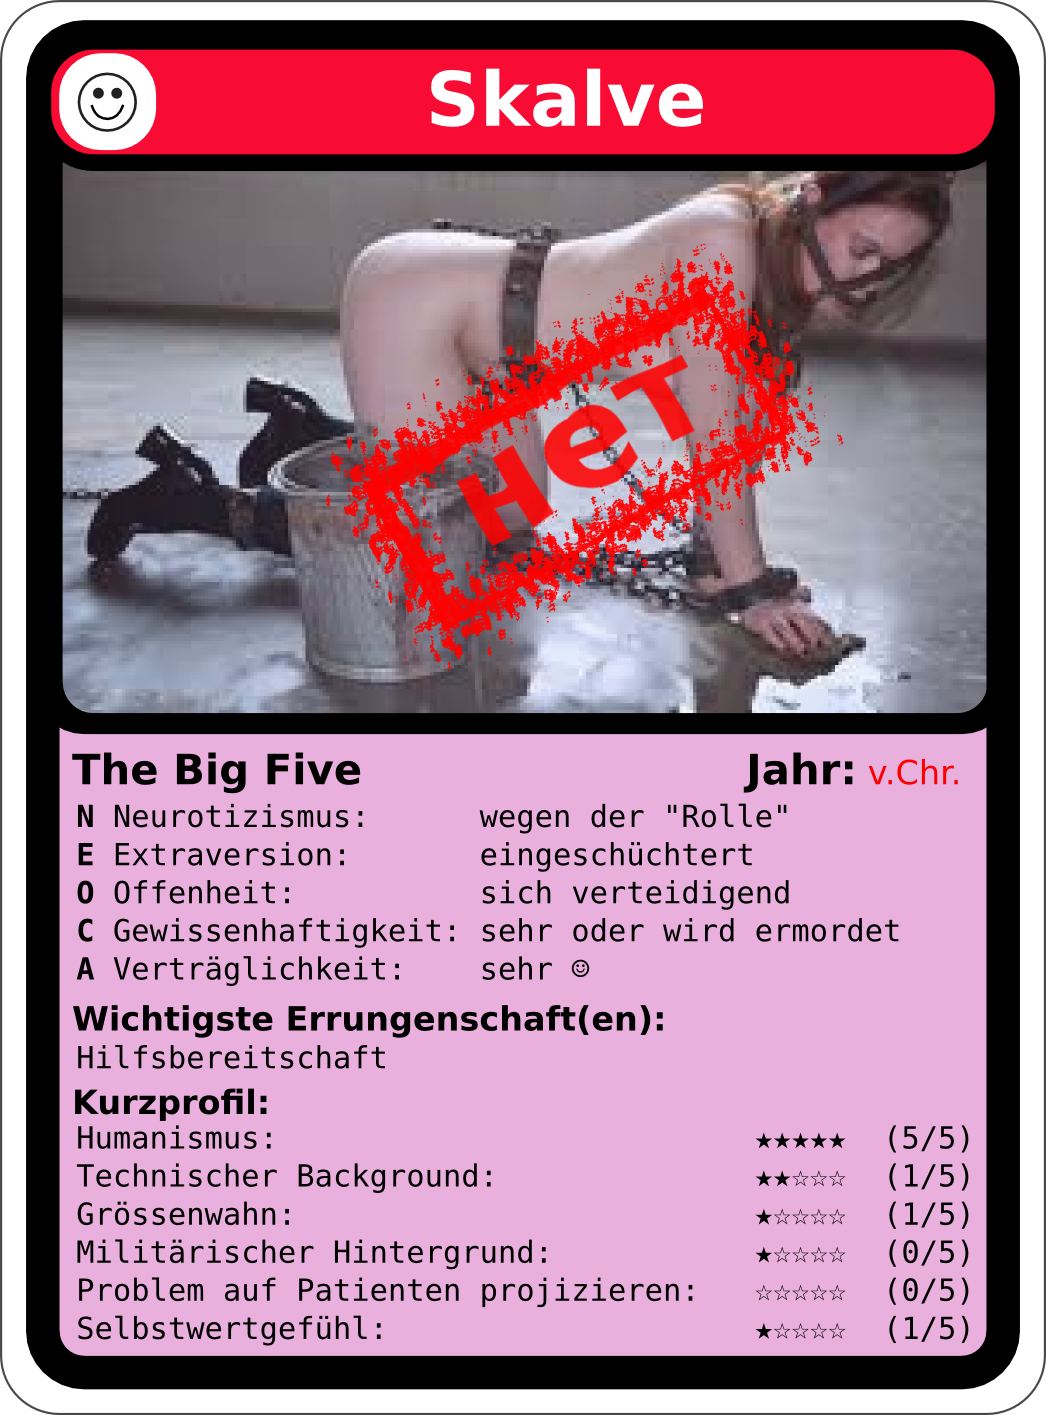 Skalve
нет
The Big Five Jahr: v.Chr.
N Neurotizismus: wegen der "Rolle"
E Extraversion: eingeschüchtert
O Offenheit: sich verteidigend
C Gewissenhaftigkeit: sehr oder wird ermordet
A Verträglichkeit: sehr ☺
Wichtigste Errungenschaft(en):
Hilfsbereitschaft
Kurzprofil:
Humanismus: ★★★★★ (5/5)
Technischer Background: ★★☆☆☆ (1/5)
Grössenwahn: ★☆☆☆☆ (1/5)
Militärischer Hintergrund: ★☆☆☆☆ (0/5)
Problem auf Patienten projizieren: ☆☆☆☆☆ (0/5)
Selbstwertgefühl: ★☆☆☆☆ (1/5)